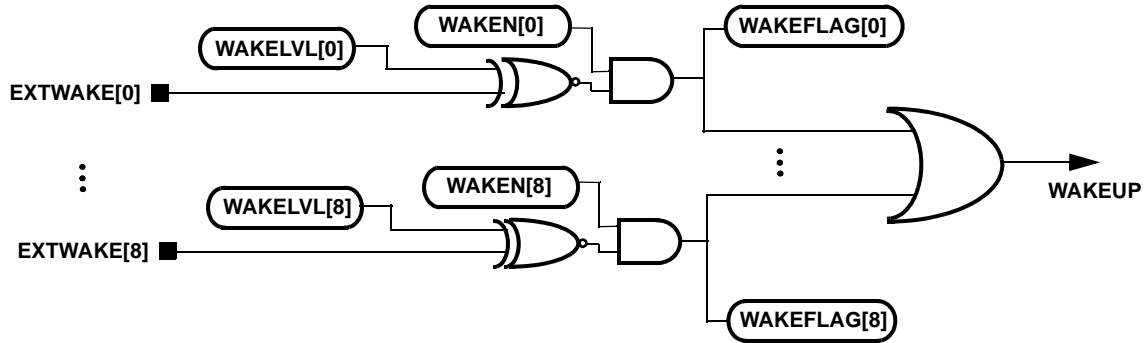 WAKEN[0]
WAKEFLAG[0]
WAKELVL[0]
EXTWAKE[0]
WAKEN[8]
WAKEUP
WAKELVL[8]
EXTWAKE[8]
WAKEFLAG[8]